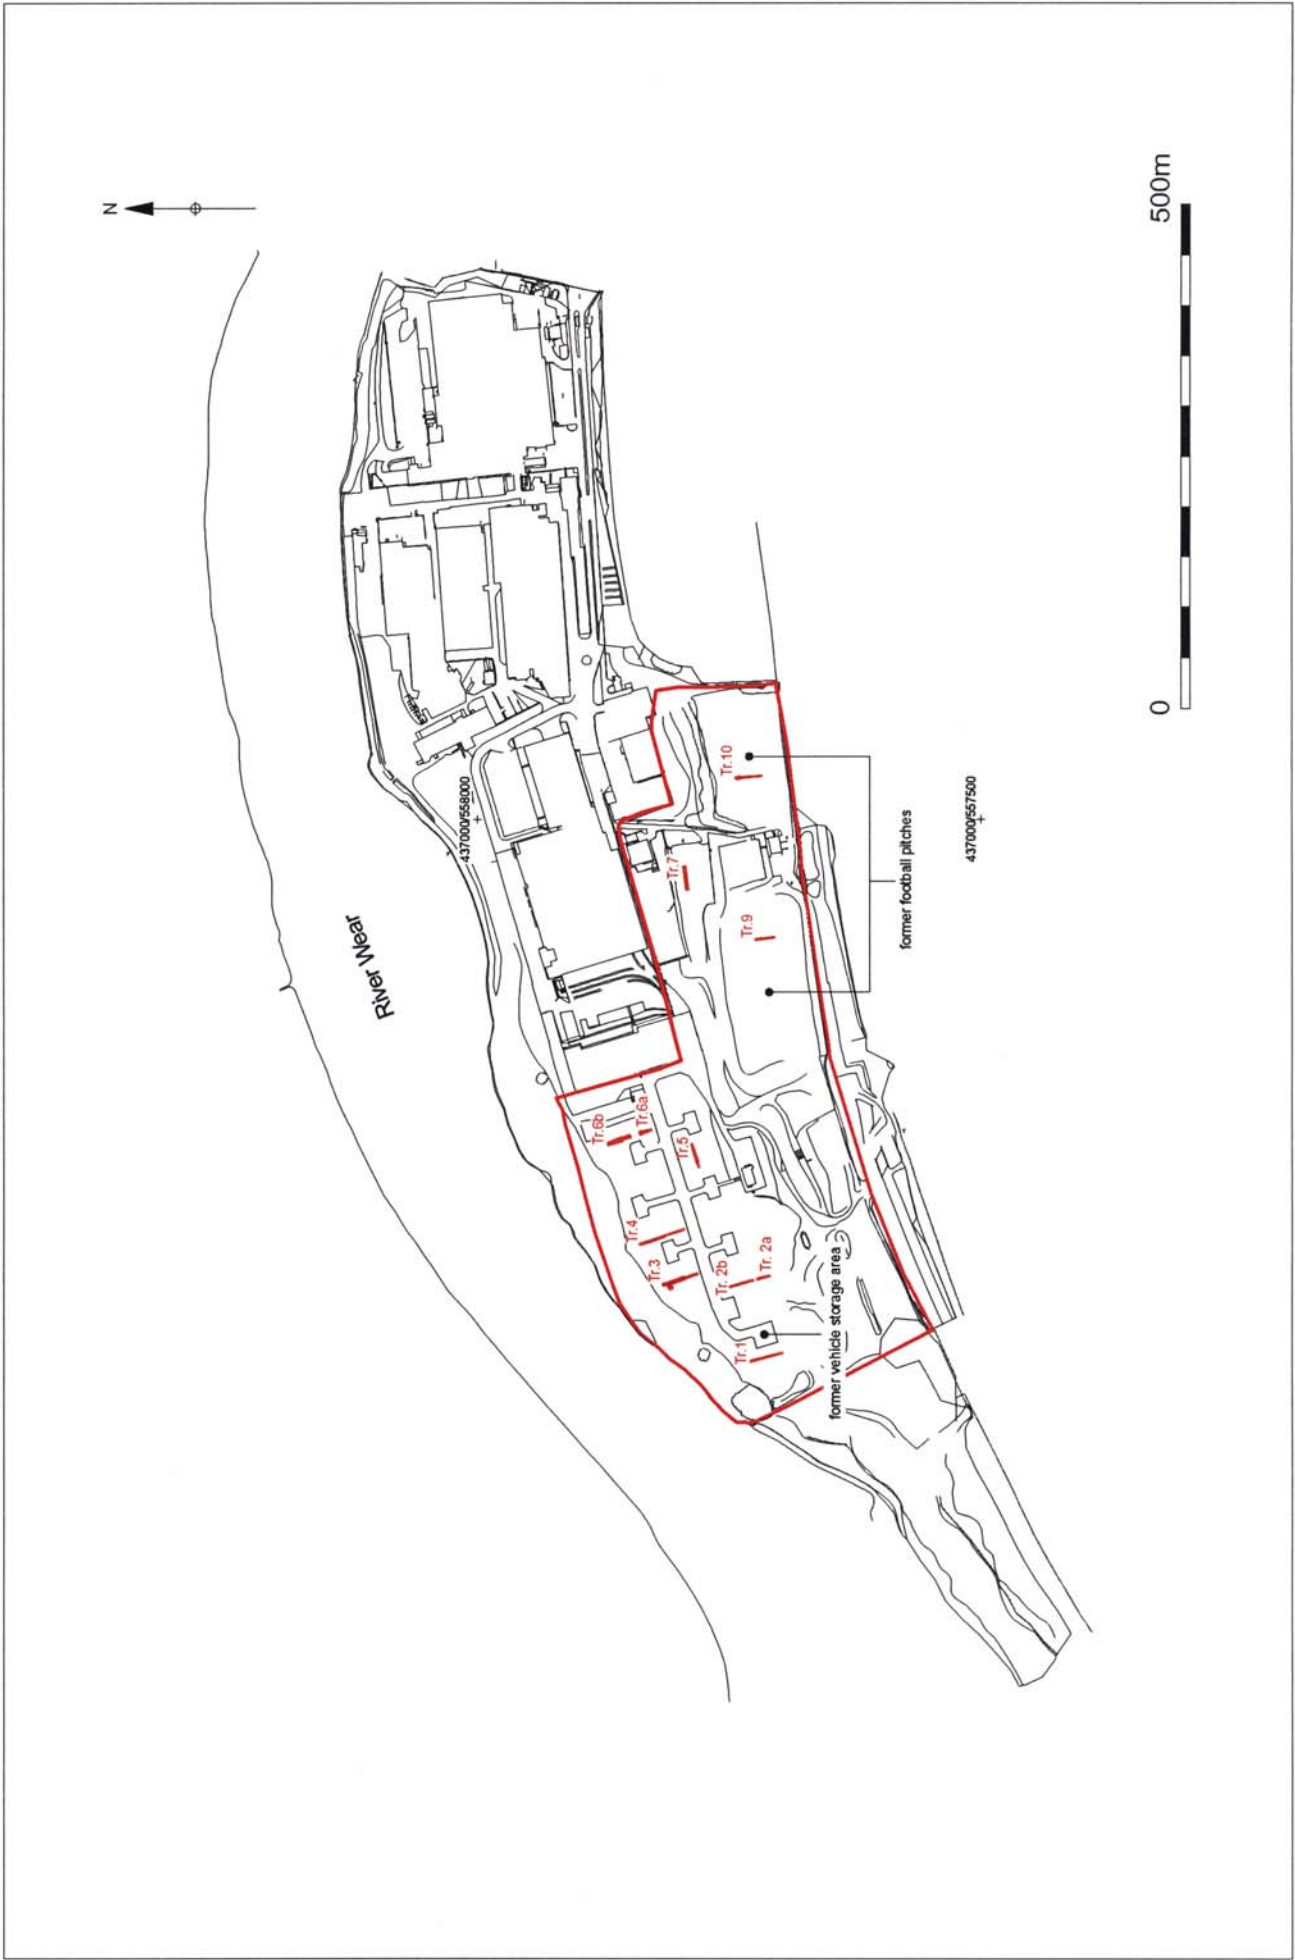 N
River Wear
437000/558000
Tr.10
Tr.7
Tr.9
Tr.6b
Tr.6a
Tr.5
Tr.4
Tr.3
Tr. 2b
Tr. 2a
Tr.1
former vehicle storage area
former football pitches
437000/557500
0
500m